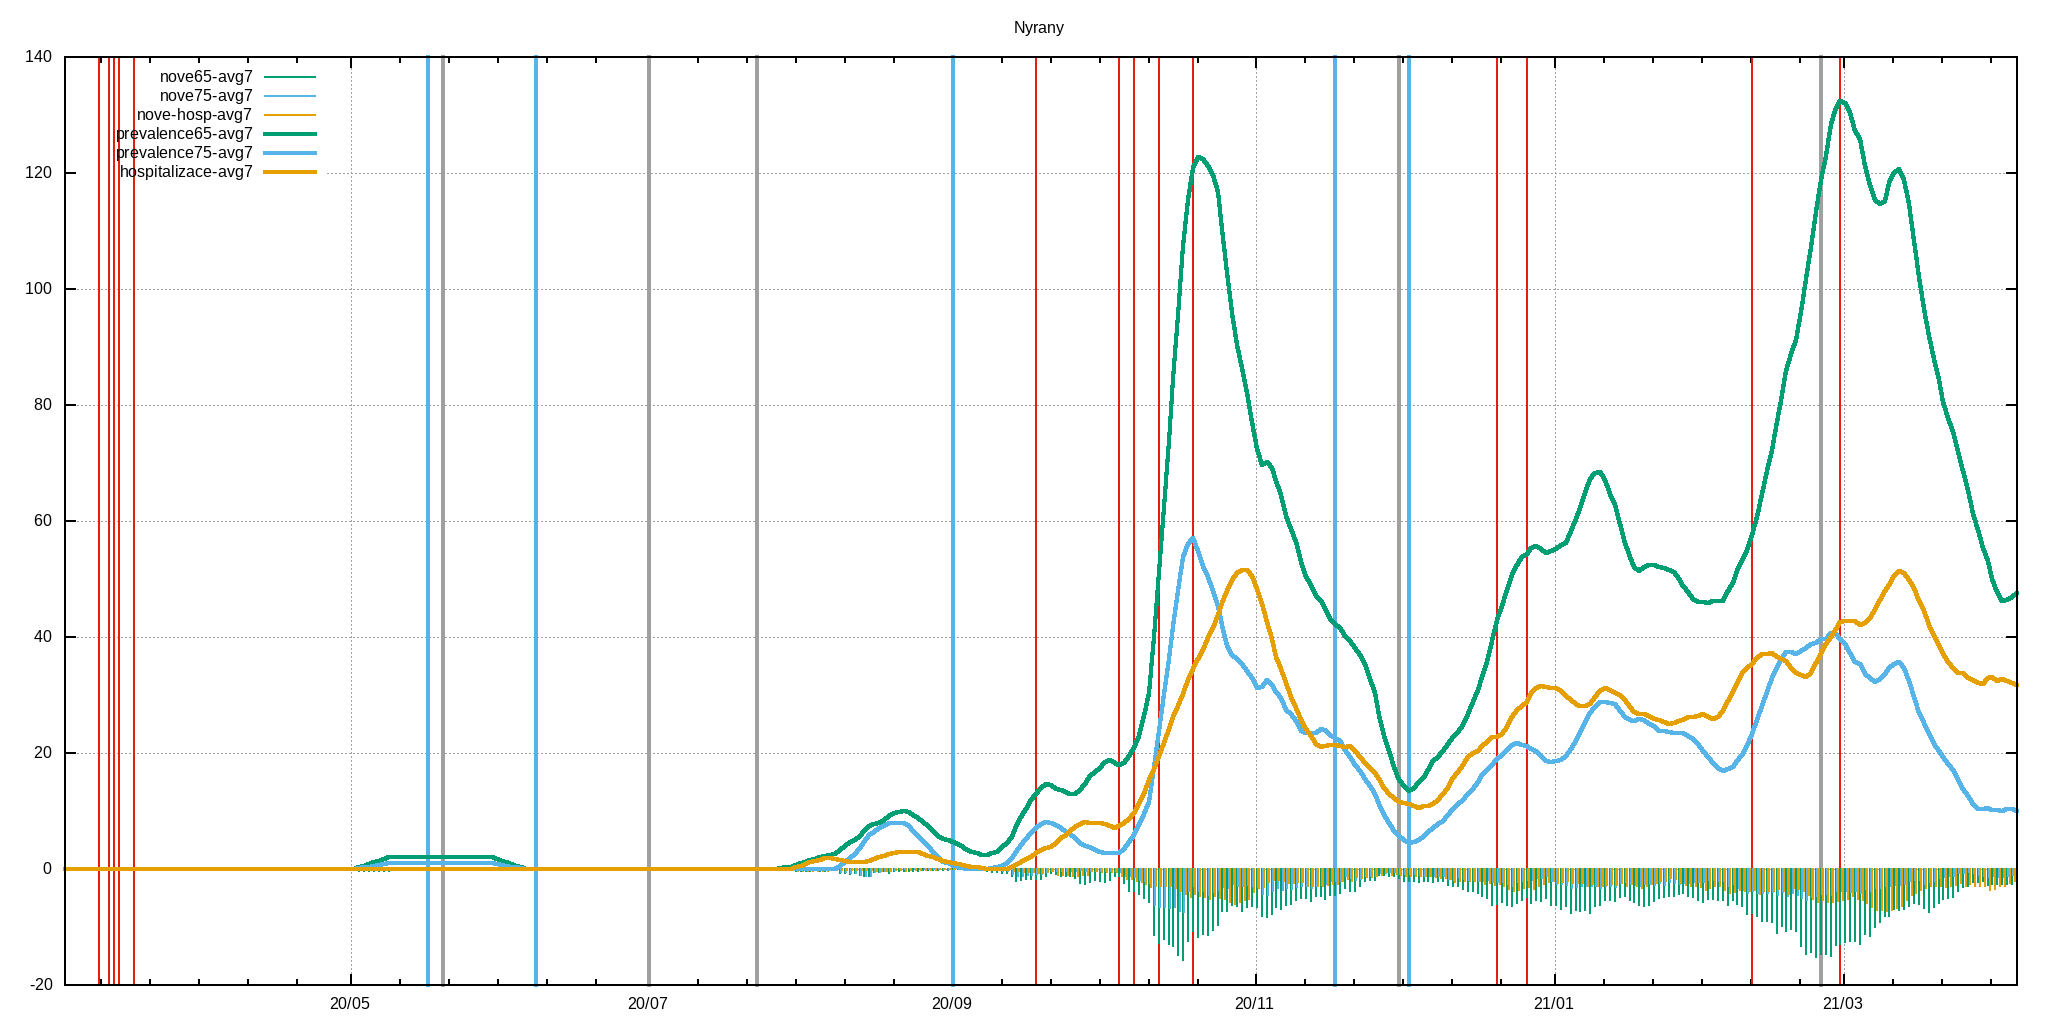 Nyrany
140
nove65-avg7
nove75-avg7
nove-hosp-avg7
prevalence65-avg7
prevalence75-avg7
hospitalizace-avg7
120
100
80
60
40
20
0
-20
20/05 20/07 20/09 20/11 21/01 21/03